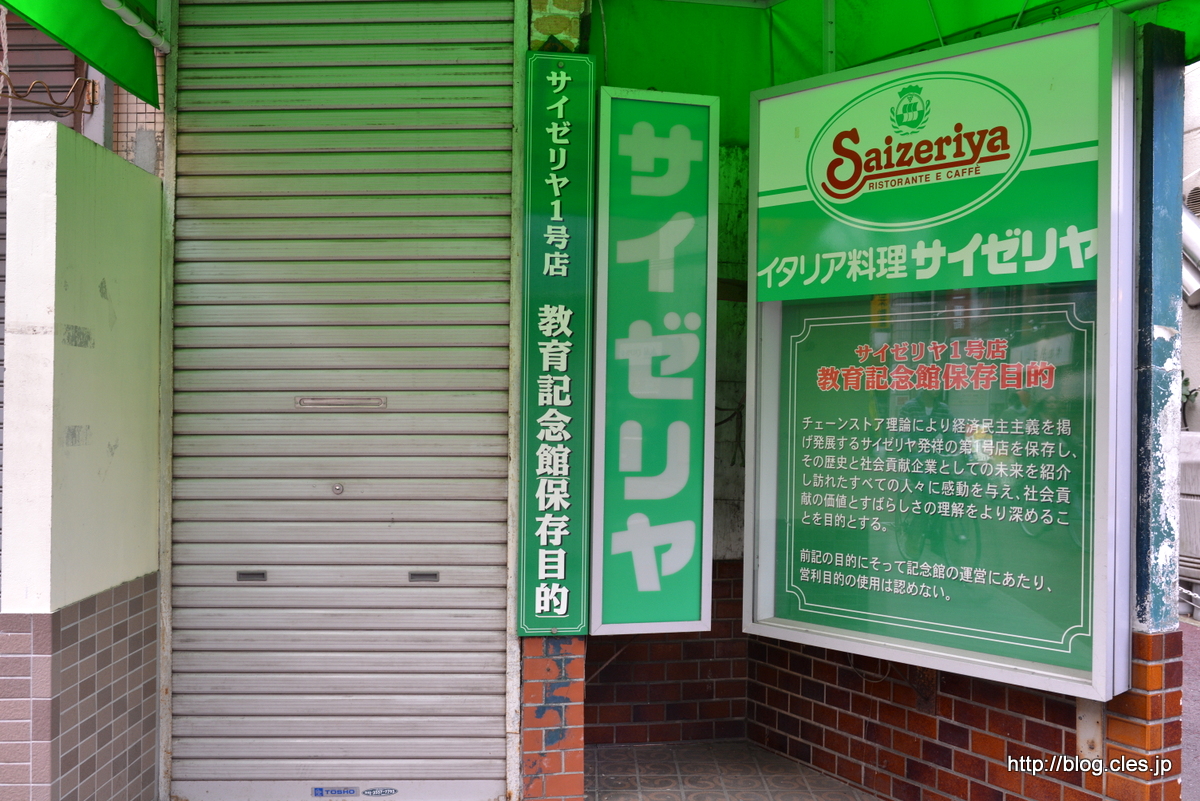 サイゼリヤ1号店 教育記念館保存目的
サイゼリヤ
Saizeriya
RISTORANTE E CAFFÉ
イタリア料理 サイゼリヤ
サイゼリヤ1号店
教育記念館保存目的
チェーンストア理論により経済民主主義を掲
げ発展するサイゼリヤ発祥の第1号店を保存し、
その歴史と社会貢献企業としての未来を紹介
し訪れたすべての人々に感動を与え、社会貢
献の価値とすばらしさの理解をより深めるこ
とを目的とする。
前記の目的にそって記念館の運営にあたり、
営利目的の使用は認めない。
TOSHO
http://blog.cles.jp